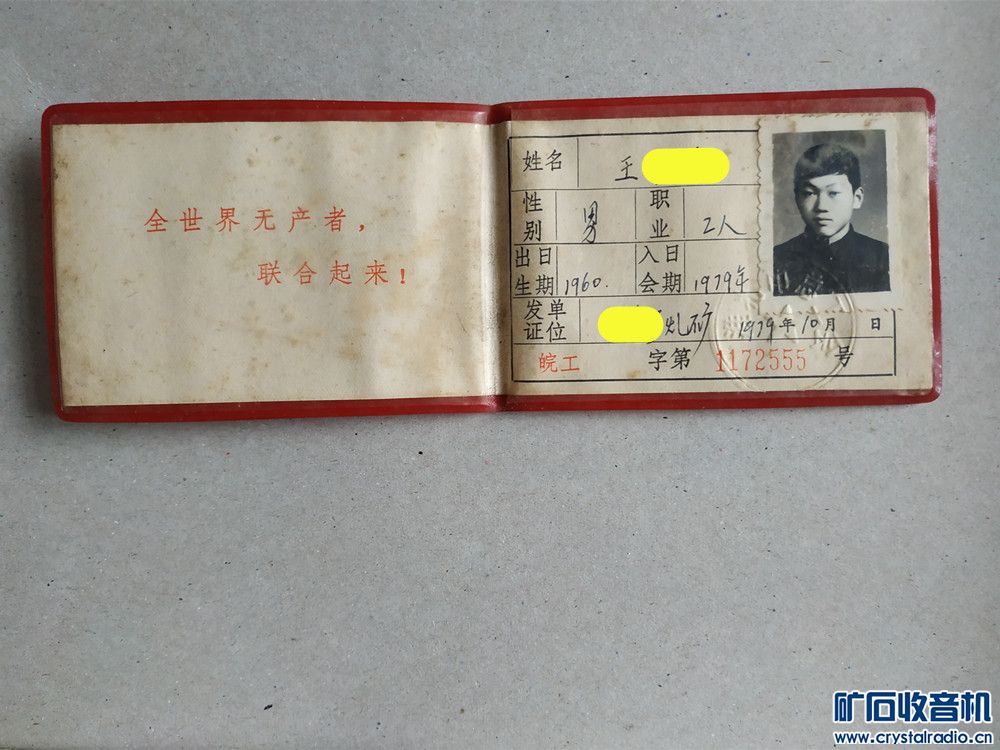 全世界无产者，
联合起来！
姓名 王
性别 男 职业 工人
出生日期 1960. 入会日期 1979年
发证单位 矿 1979年10月 日
皖工 字第 1172555 号
矿石收音机
www.crystalradio.cn